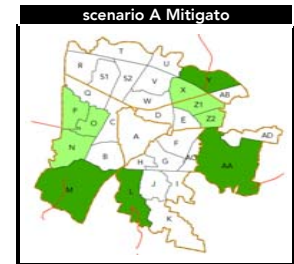 scenario A Mitigato
T
R S1 S2 U
V Y
Q X AB
W Z1
P O C D E Z2
A AD
N F
B H G AC AA
M L J I
K